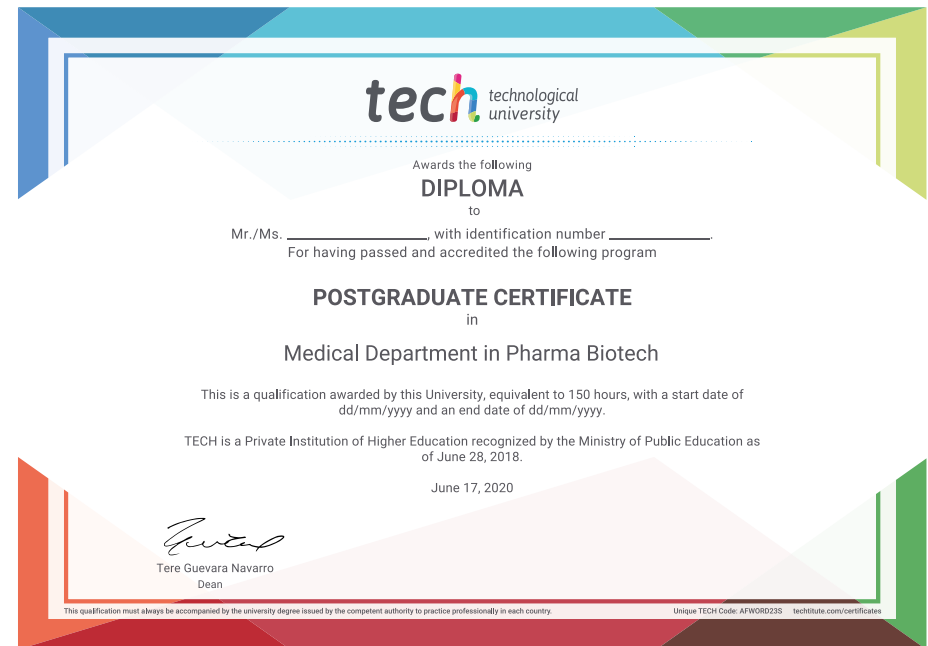 tech technological
university
Awards the following
DIPLOMA
to
Mr./Ms. ____________________, with identification number ______________.
For having passed and accredited the following program
POSTGRADUATE CERTIFICATE
in
Medical Department in Pharma Biotech
This is a qualification awarded by this University, equivalent to 150 hours, with a start date of
dd/mm/yyyy and an end date of dd/mm/yyyy.
TECH is a Private Institution of Higher Education recognized by the Ministry of Public Education as
of June 28, 2018.
June 17, 2020
Tere Guevara Navarro
Dean
This qualification must always be accompanied by the university degree issued by the competent authority to practice professionally in each country.
Unique TECH Code: AFWORD23S techtitute.com/certificates